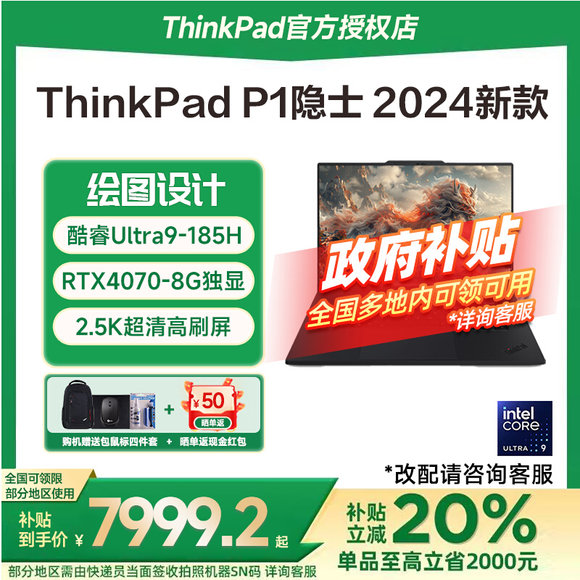 ThinkPad官方授权店
ThinkPad P1隐士 2024新款
绘图设计
酷睿Ultra9-185H
RTX4070-8G独显
2.5K超清高刷屏
政府补贴
全国多地内可领可用
*详询客服
¥50
晒单返
购机赠送包鼠标四件套 + 晒单返现金红包
intel
CORE
ULTRA 9
*改配请咨询客服
全国可领限
部分地区使用
补贴
到手价 ¥7999.2起
补贴
立减 20%
单品至高立省2000元
部分地区需由快递员当面签收拍照机器SN码 详询客服